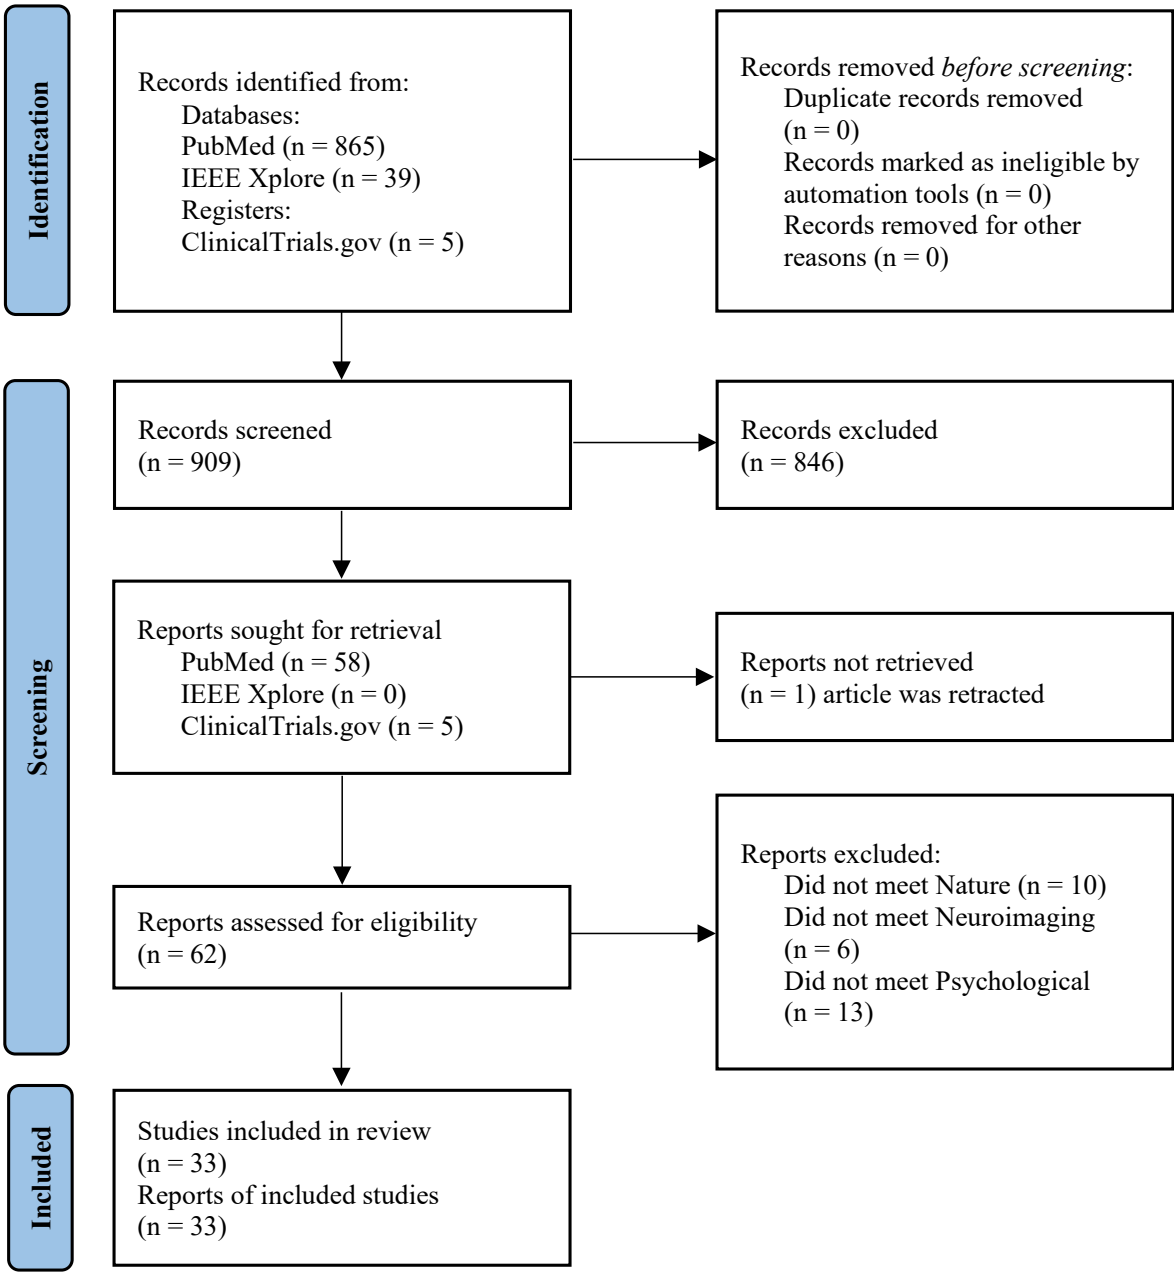 Identification
Records identified from:
Databases:
PubMed (n = 865)
IEEE Xplore (n = 39)
Registers:
ClinicalTrials.gov (n = 5)
Records removed before screening:
Duplicate records removed
(n = 0)
Records marked as ineligible by
automation tools (n = 0)
Records removed for other
reasons (n = 0)
Screening
Records screened
(n = 909)
Records excluded
(n = 846)
Reports sought for retrieval
PubMed (n = 58)
IEEE Xplore (n = 0)
ClinicalTrials.gov (n = 5)
Reports not retrieved
(n = 1) article was retracted
Reports assessed for eligibility
(n = 62)
Reports excluded:
Did not meet Nature (n = 10)
Did not meet Neuroimaging
(n = 6)
Did not meet Psychological
(n = 13)
Included
Studies included in review
(n = 33)
Reports of included studies
(n = 33)